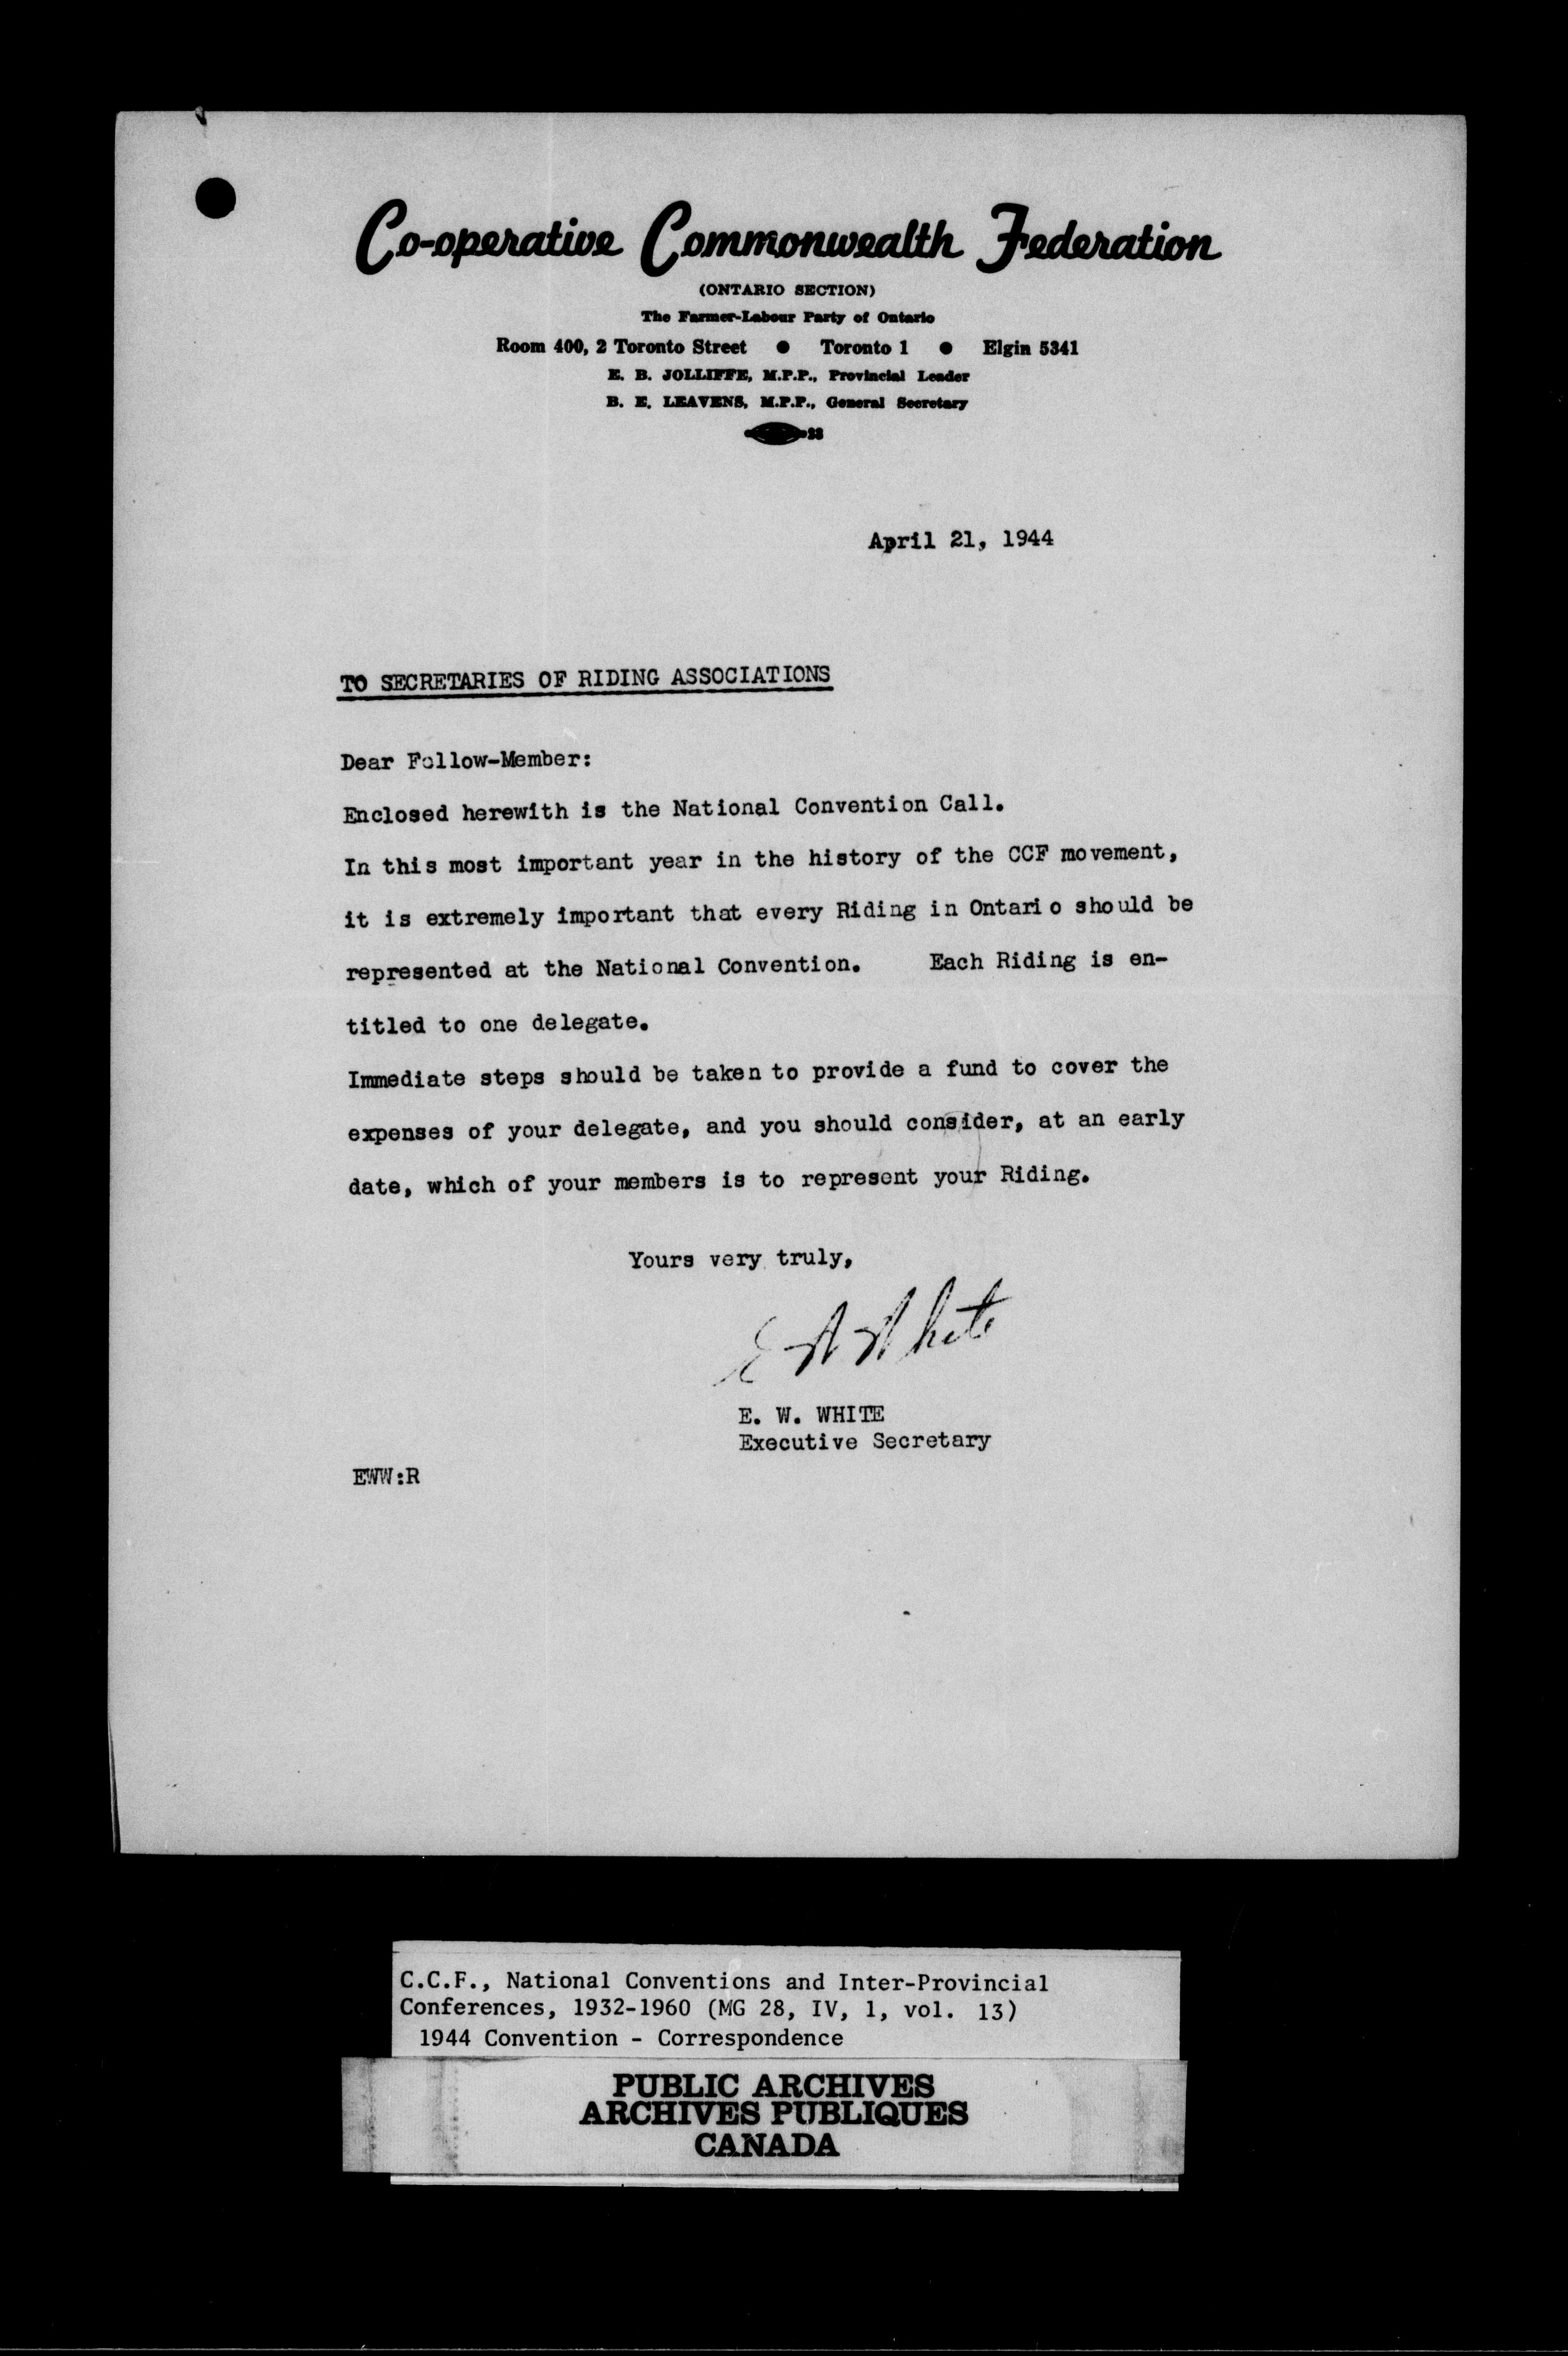 Co-operative Commonwealth Federation
(ONTARIO SECTION)
The Farmer-Labour Party of Ontario
Room 400, 2 Toronto Street ● Toronto 1 ● Elgin 5341
E. B. JOLLIFFE, M.P.P., Provincial Leader
B. E. LEAVENS, M.P.P., General Secretary
April 21, 1944
TO SECRETARIES OF RIDING ASSOCIATIONS
Dear Fellow-Member:
Enclosed herewith is the National Convention Call.
In this most important year in the history of the CCF movement,
it is extremely important that every Riding in Ontario should be
represented at the National Convention. Each Riding is en-
titled to one delegate.
Immediate steps should be taken to provide a fund to cover the
expenses of your delegate, and you should consider, at an early
date, which of your members is to represent your Riding.
Yours very truly,
E W White
E. W. WHITE
Executive Secretary
EWW:R
C.C.F., National Conventions and Inter-Provincial
Conferences, 1932-1960 (MG 28, IV, 1, vol. 13)
1944 Convention - Correspondence
PUBLIC ARCHIVES
ARCHIVES PUBLIQUES
CANADA